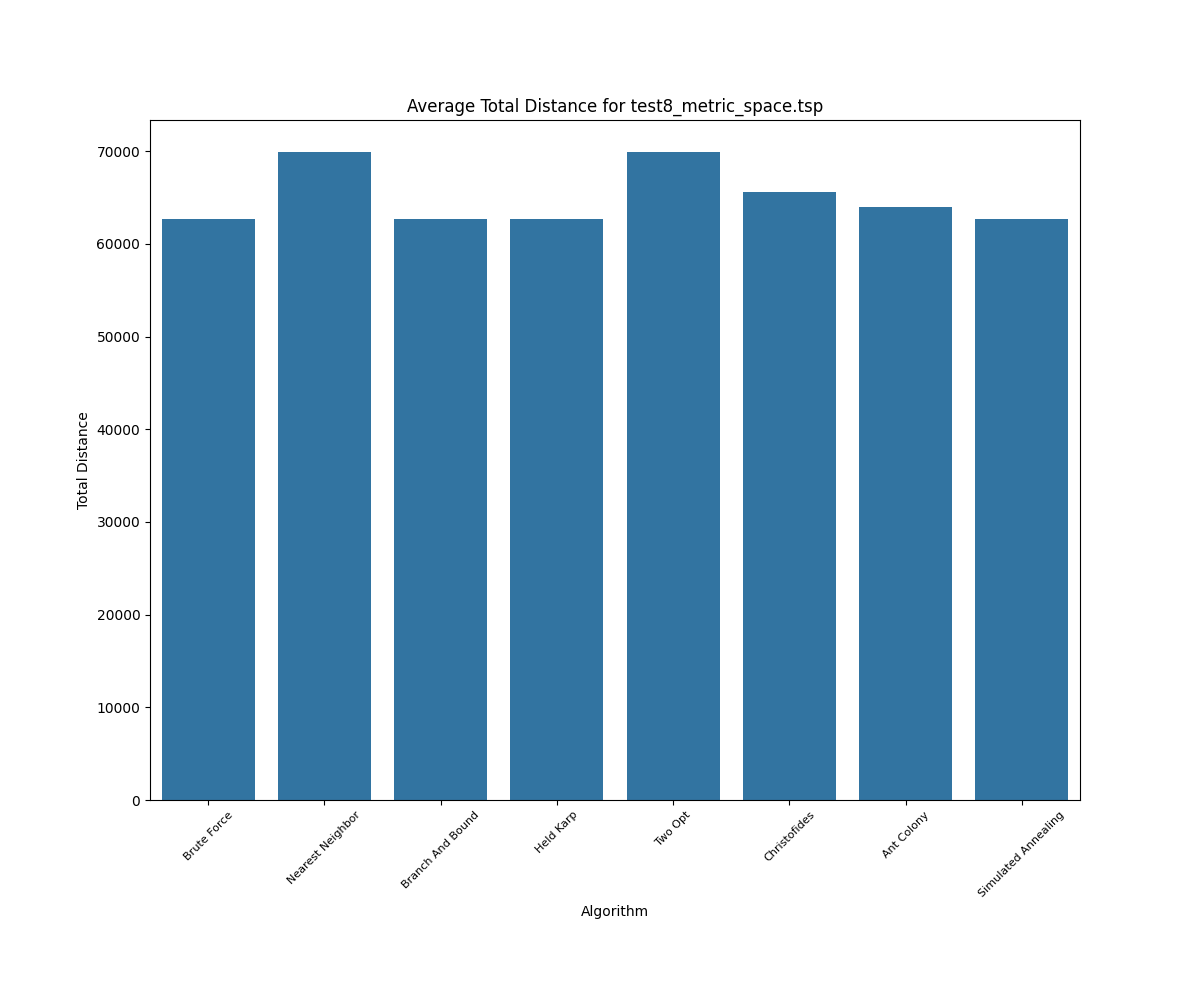 Average Total Distance for test8_metric_space.tsp
70000
60000
50000
40000
30000
20000
10000
0
Total Distance
Brute Force
Nearest Neighbor
Branch And Bound
Held Karp
Two Opt
Christofides
Ant Colony
Simulated Annealing
Algorithm